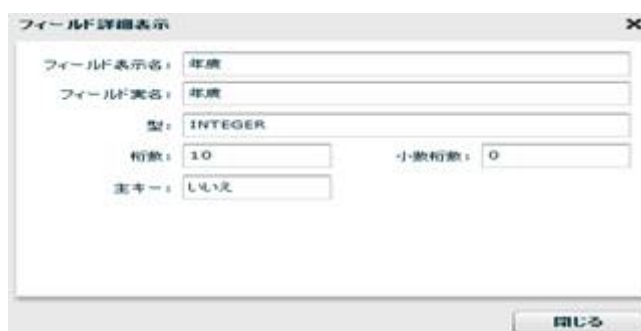 フィールド詳細表示 ×
フィールド表示名: 年度
フィールド実名: 年度
型: INTEGER
桁数: 10 小数桁数: 0
主キー: いいえ
閉じる